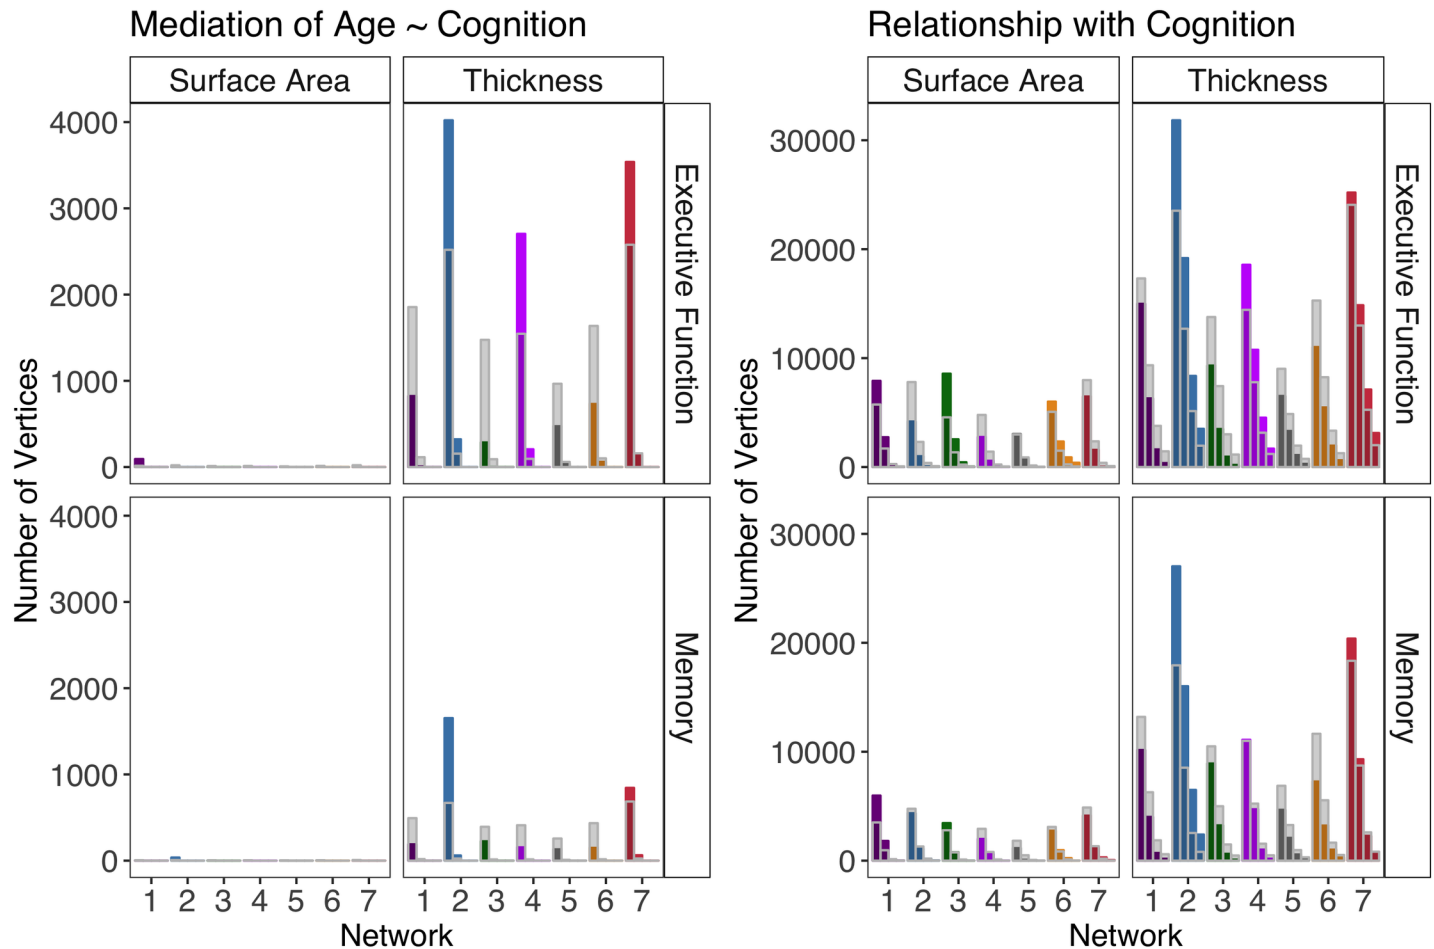 Mediation of Age ~ Cognition
Relationship with Cognition
Surface Area
Thickness
Surface Area
Thickness
Number of Vertices
4000
3000
2000
1000
0
Executive Function
4000
3000
2000
1000
0
Memory
1 2 3 4 5 6 7
1 2 3 4 5 6 7
Network
Number of Vertices
30000
20000
10000
0
Executive Function
30000
20000
10000
0
Memory
1 2 3 4 5 6 7
1 2 3 4 5 6 7
Network